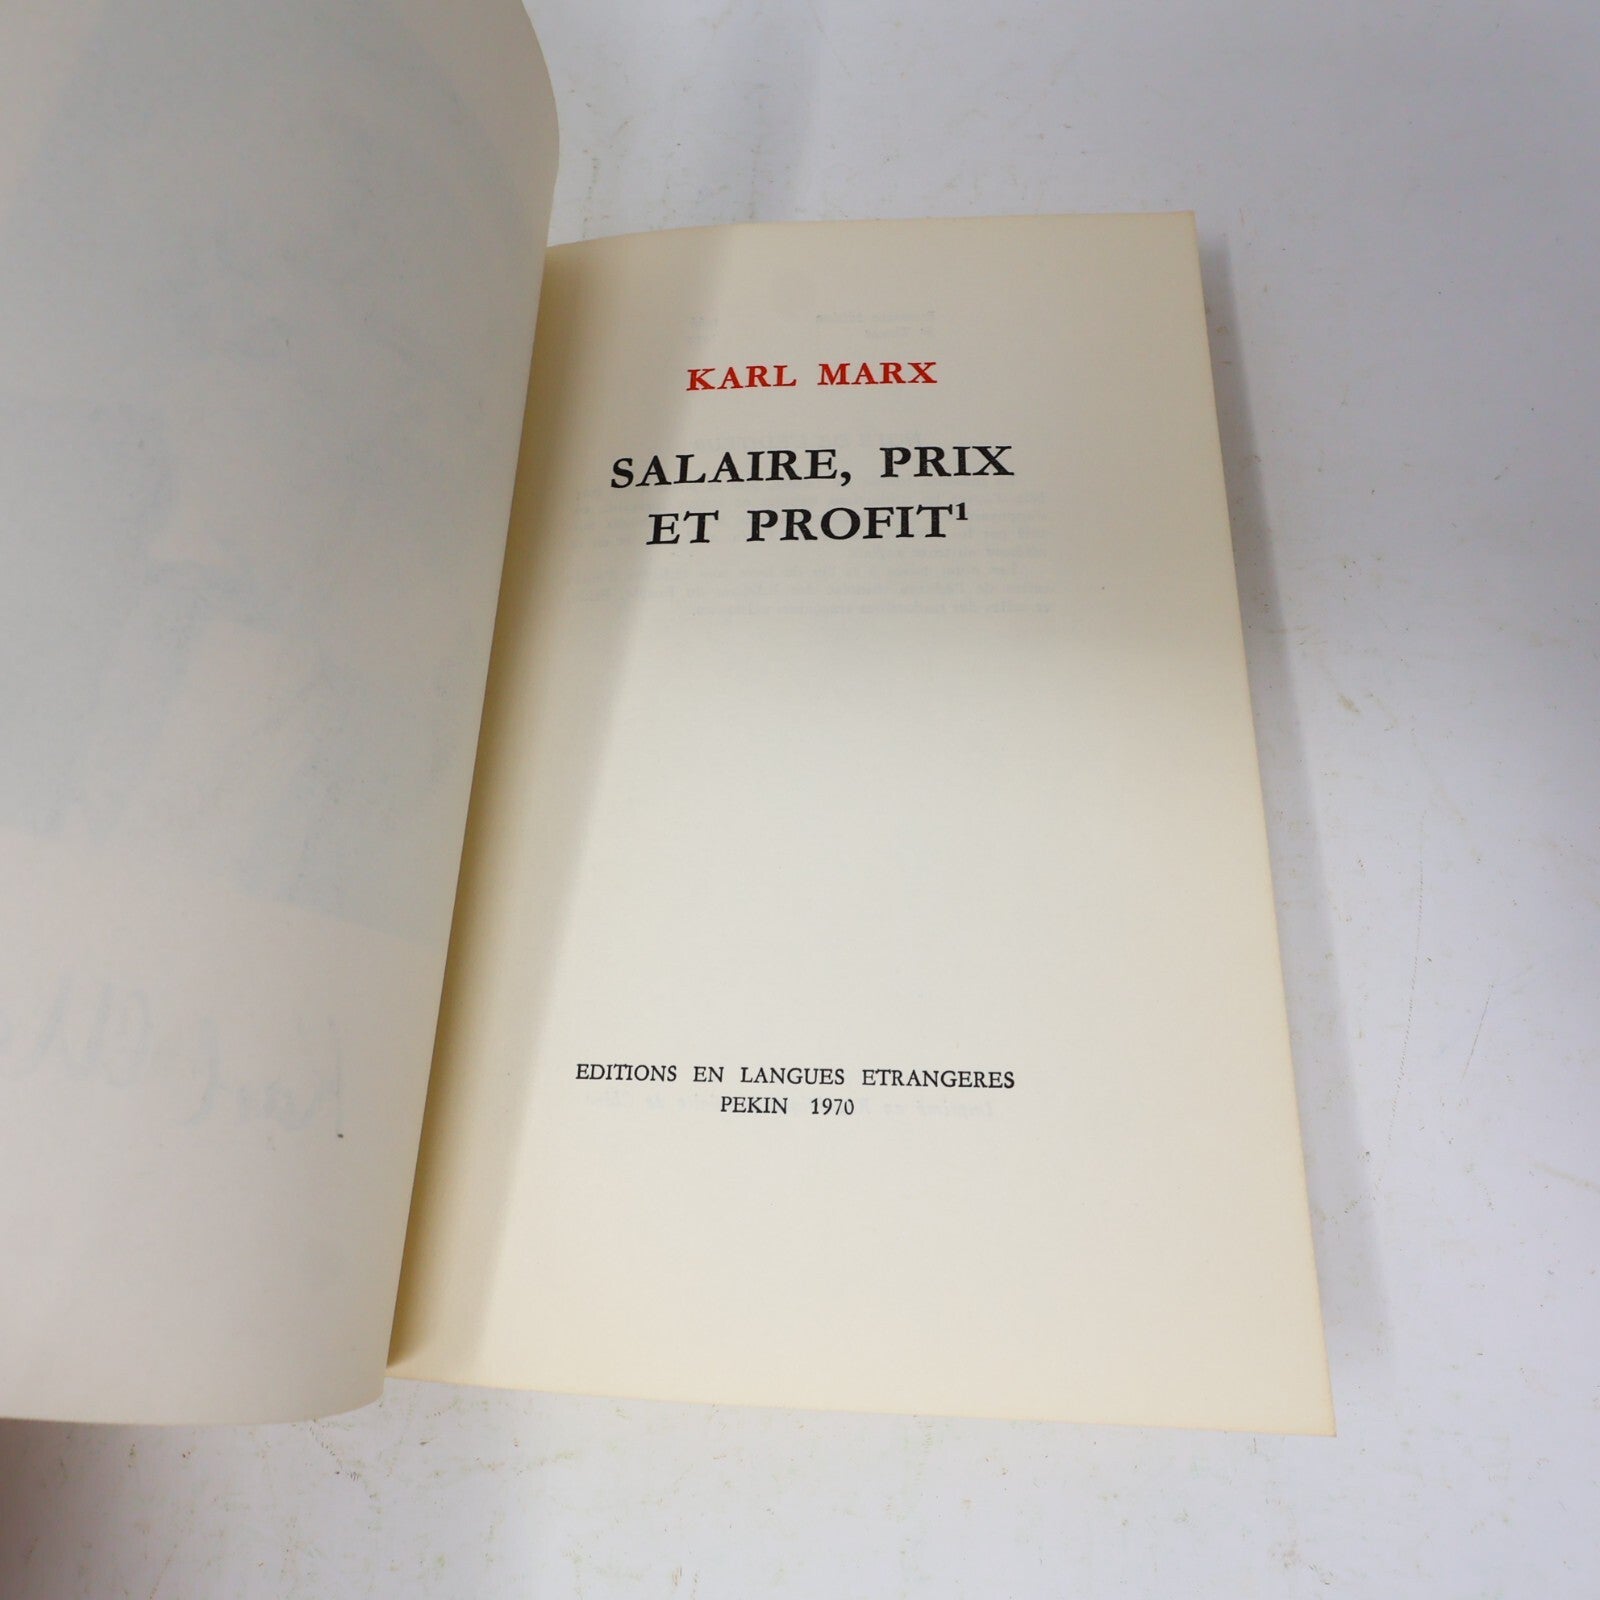 KARL MARX
SALAIRE, PRIX
ET PROFIT¹
EDITIONS EN LANGUES ETRANGERES
PEKIN 1970